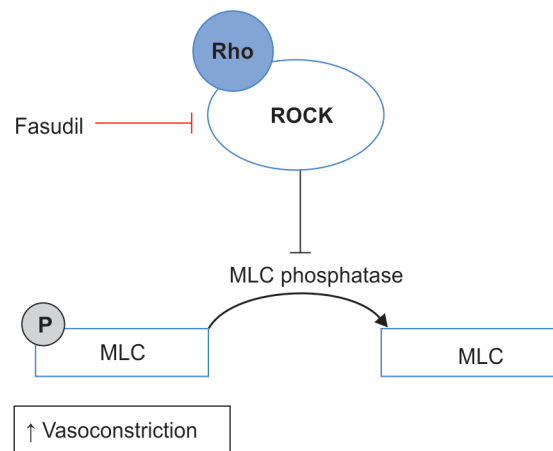 Rho
ROCK
Fasudil
MLC phosphatase
P
MLC
MLC
↑ Vasoconstriction